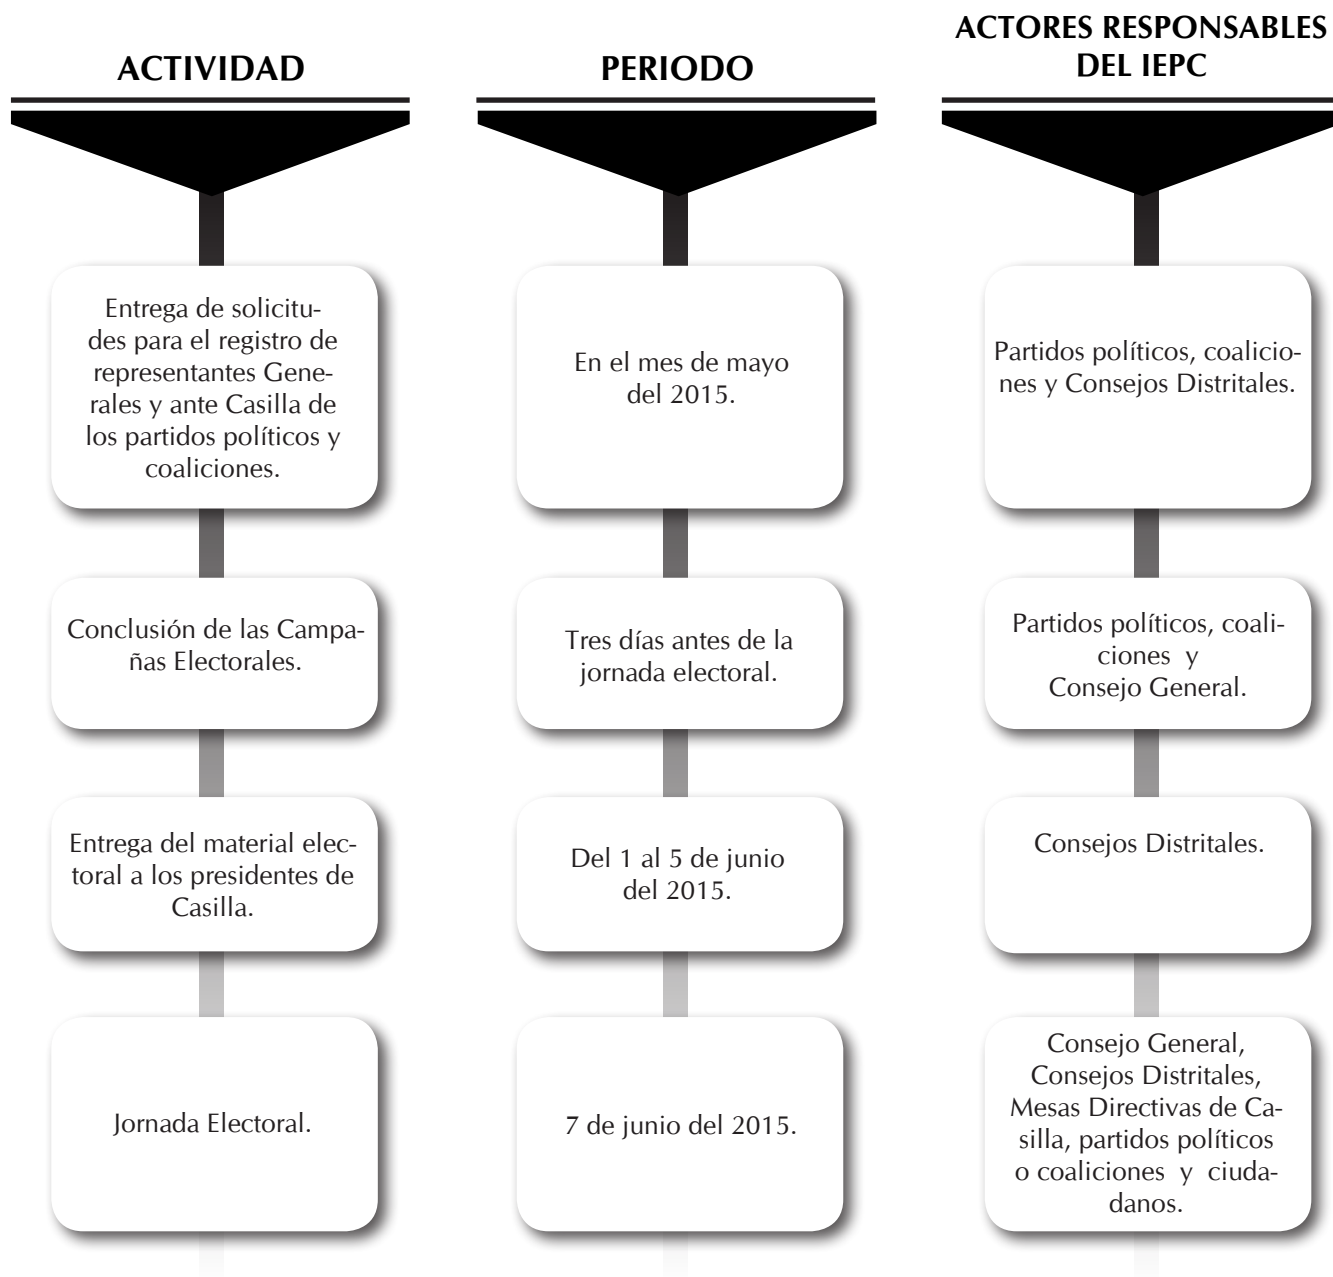 ACTIVIDAD
PERIODO
ACTORES RESPONSABLES
DEL IEPC
Entrega de solicitu-
des para el registro de
representantes Gene-
rales y ante Casilla de
los partidos políticos y
coaliciones.
En el mes de mayo
del 2015.
Partidos políticos, coalicio-
nes y Consejos Distritales.
Conclusión de las Campa-
ñas Electorales.
Tres días antes de la
jornada electoral.
Partidos políticos, coali-
ciones y
Consejo General.
Entrega del material elec-
toral a los presidentes de
Casilla.
Del 1 al 5 de junio
del 2015.
Consejos Distritales.
Jornada Electoral.
7 de junio del 2015.
Consejo General,
Consejos Distritales,
Mesas Directivas de Ca-
silla, partidos políticos
o coaliciones y ciuda-
danos.